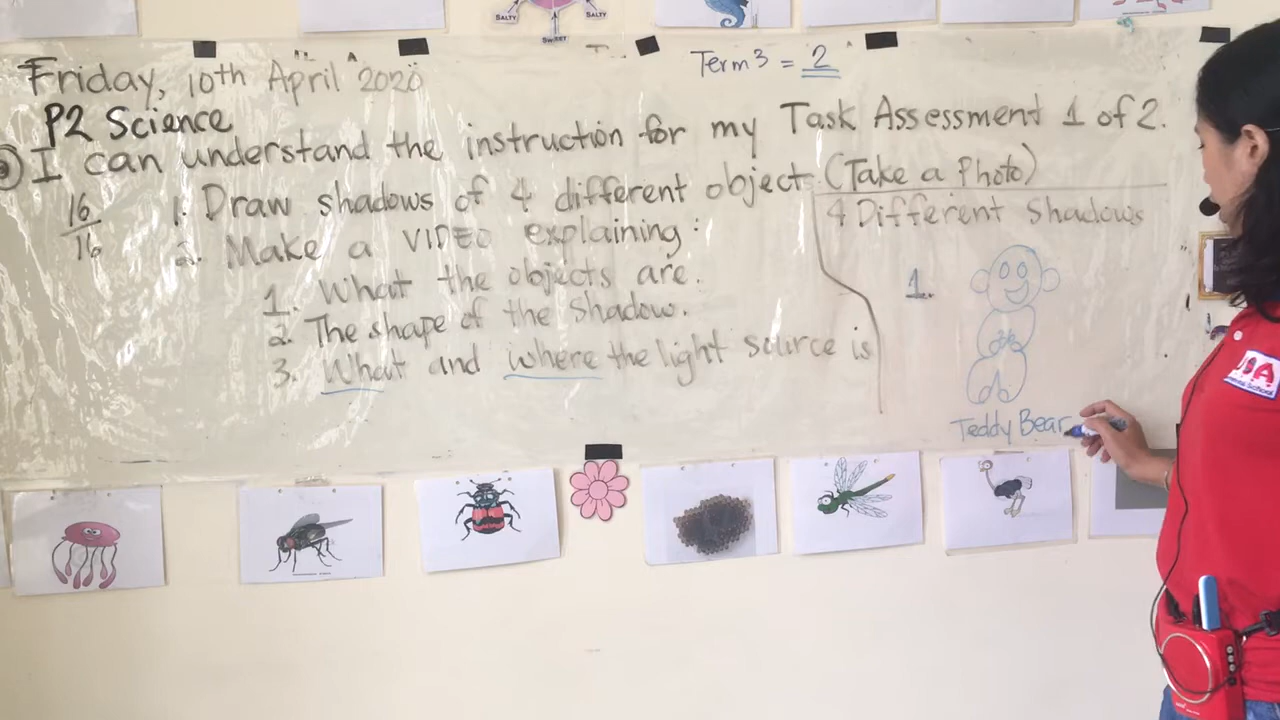 SALTY
SALTY
Sweet
Term 3 = 2
Friday, 10th April 2020
P2 Science
I can understand the instruction for my Task Assessment 1 of 2.
16
16
1. Draw shadows of 4 different object (Take a Photo)
2. Make a VIDEO explaining:
1. What the objects are.
2. The shape of the Shadow.
3. What and where the light source is
4 Different Shadows
1.
Teddy Bear